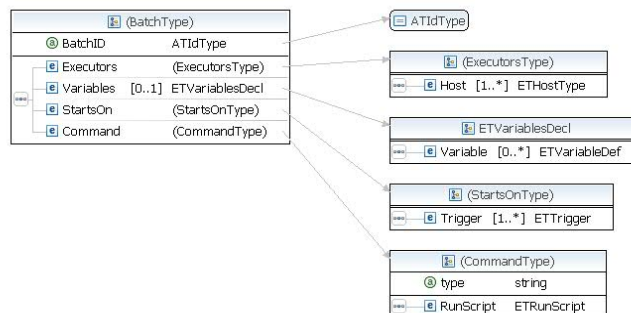 (BatchType)
BatchID ATIdType
Executors (ExecutorsType)
Variables [0..1] ETVariablesDecl
StartsOn (StartsOnType)
Command (CommandType)
ATIdType
(ExecutorsType)
Host [1..*] ETHostType
ETVariablesDecl
Variable [0..*] ETVariableDef
(StartsOnType)
Trigger [1..*] ETTrigger
(CommandType)
type string
RunScript ETRunScript